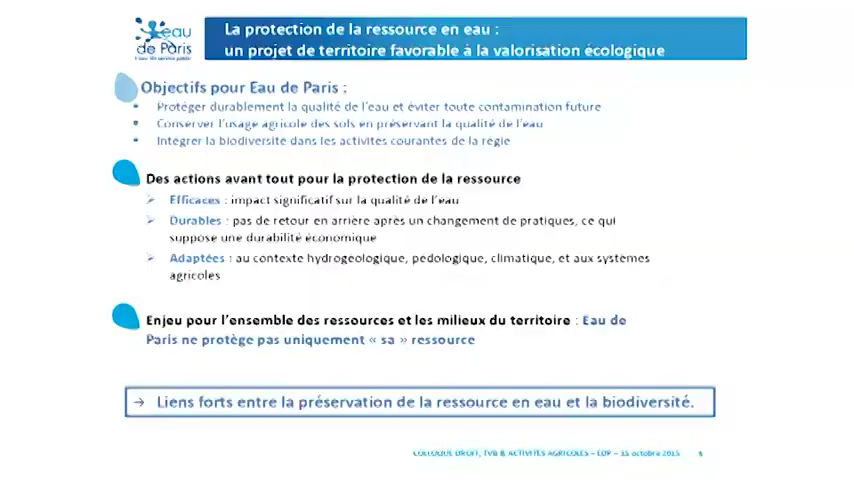 eau
de Paris
La protection de la ressource en eau :
un projet de territoire favorable à la valorisation écologique
Objectifs pour Eau de Paris :
▪ Protéger durablement la qualité de l'eau et éviter toute contamination future
▪ Conserver l'usage agricole des sols en préservant la qualité de l'eau
▪ Intégrer la biodiversité dans les activités courantes de la régie
Des actions avant tout pour la protection de la ressource
➢ Efficaces : impact significatif sur la qualité de l'eau
➢ Durables : pas de retour en arrière après un changement de pratiques, ce qui
suppose une durabilité économique
➢ Adaptées : au contexte hydrogéologique, pédologique, climatique, et aux systèmes
agricoles
Enjeu pour l'ensemble des ressources et les milieux du territoire : Eau de
Paris ne protège pas uniquement « sa » ressource
→ Liens forts entre la préservation de la ressource en eau et la biodiversité.
COLLOQUE DROIT, TVB & ACTIVITÉS AGRICOLES – EDP – 15 octobre 2015